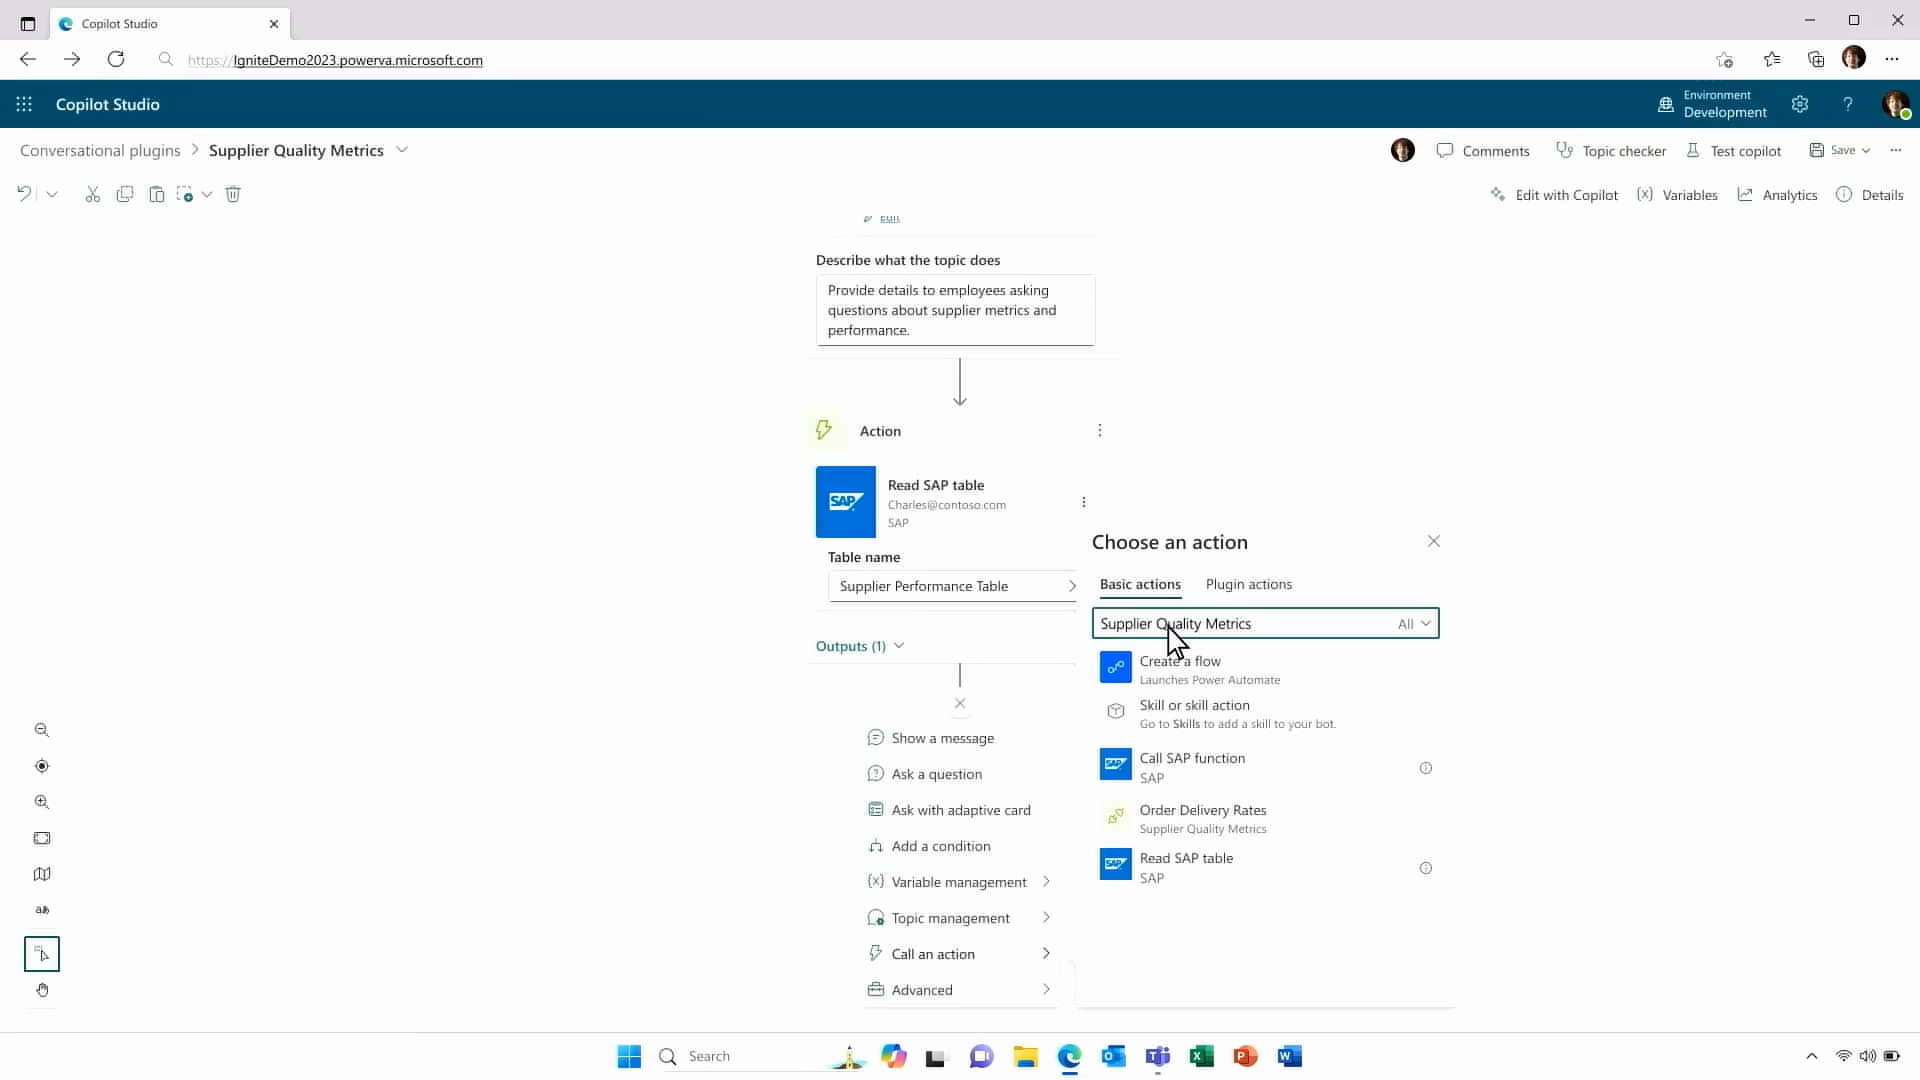 Copilot Studio
https://IgniteDemo2023.powerva.microsoft.com
Copilot Studio
Environment
Development
Conversational plugins > Supplier Quality Metrics
Comments
Topic checker
Test copilot
Save
Edit with Copilot
Variables
Analytics
Details
Edit
Describe what the topic does
Provide details to employees asking
questions about supplier metrics and
performance.
Action
SAP
Read SAP table
Charles@contoso.com
SAP
Table name
Supplier Performance Table
Outputs (1)
Show a message
Ask a question
Ask with adaptive card
Add a condition
Variable management
Topic management
Call an action
Advanced
Choose an action
Basic actions
Plugin actions
Supplier Quality Metrics
All
Create a flow
Launches Power Automate
Skill or skill action
Go to Skills to add a skill to your bot.
SAP
Call SAP function
SAP
Order Delivery Rates
Supplier Quality Metrics
SAP
Read SAP table
SAP
Search